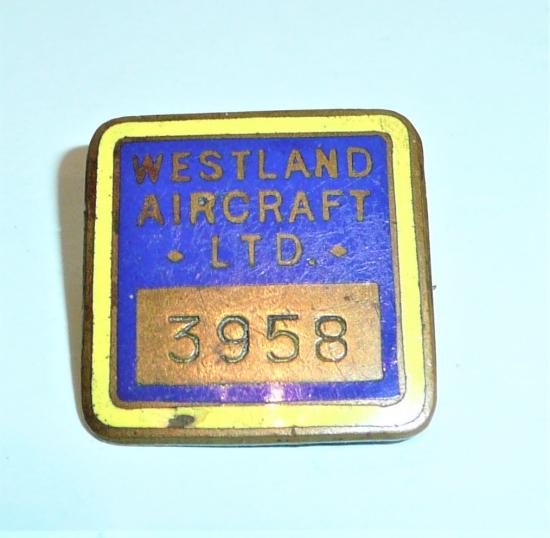 WESTLAND
AIRCRAFT
· LTD. ·
3958